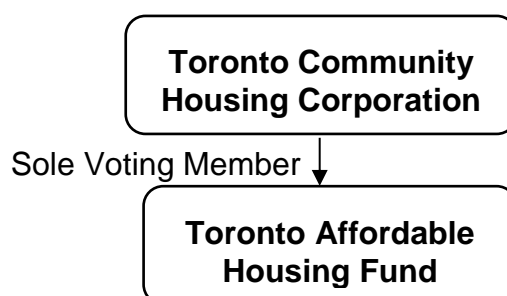 Toronto Community
Housing Corporation
Sole Voting Member
Toronto Affordable
Housing Fund